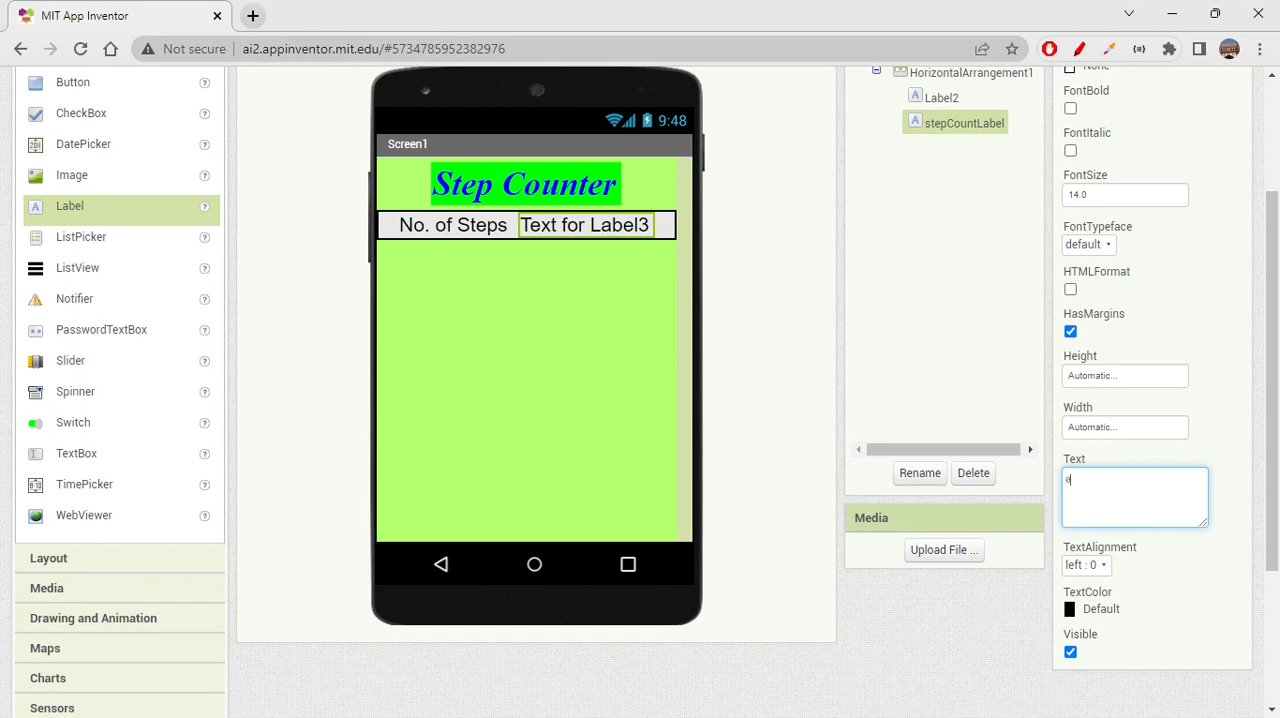 MIT App Inventor
Not secure
ai2.appinventor.mit.edu/#5734785952382976
Button
CheckBox
DatePicker
Image
Label
ListPicker
ListView
Notifier
PasswordTextBox
Slider
Spinner
Switch
TextBox
TimePicker
WebViewer
Layout
Media
Drawing and Animation
Maps
Charts
Sensors
9:48
Screen1
Step Counter
No. of Steps Text for Label3
HorizontalArrangement1
Label2
stepCountLabel
Rename Delete
Media
Upload File ...
None
FontBold
FontItalic
FontSize
14.0
FontTypeface
default
HTMLFormat
HasMargins
Height
Automatic...
Width
Automatic...
Text
TextAlignment
left : 0
TextColor
Default
Visible